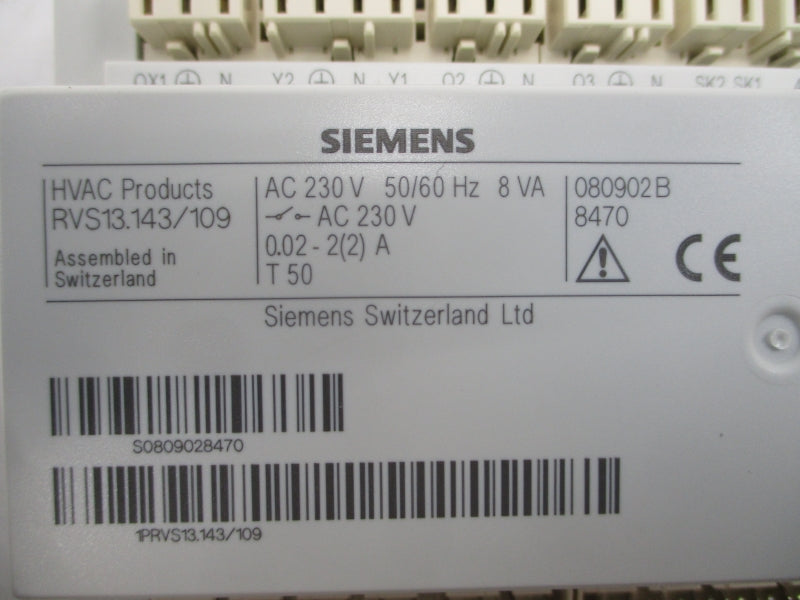 QX1 N Y2 N Y1 Q2 N Q3 N SK2 SK1
SIEMENS
HVAC Products
RVS13.143/109
Assembled in
Switzerland
AC 230 V 50/60 Hz 8 VA
AC 230 V
0.02 - 2(2) A
T 50
080902B
8470
CE
Siemens Switzerland Ltd
S0809028470
1PRVS13.143/109